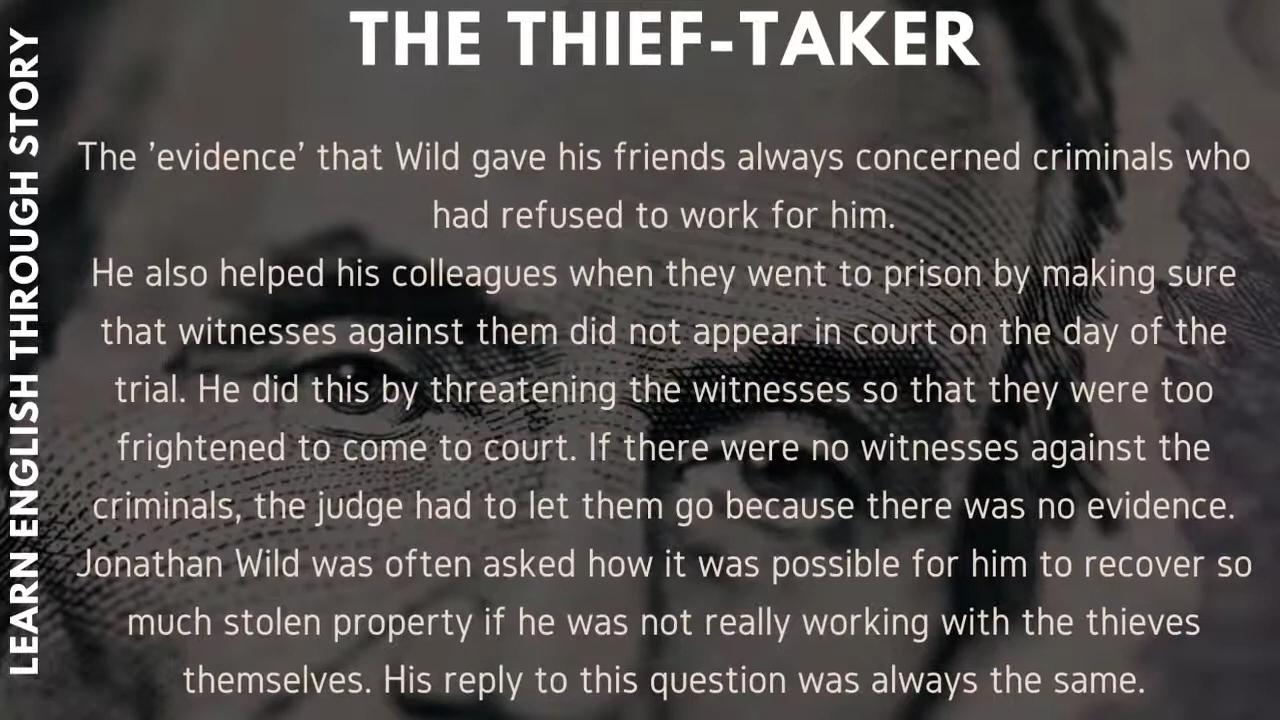 THE THIEF-TAKER
LEARN ENGLISH THROUGH STORY
The 'evidence' that Wild gave his friends always concerned criminals who
had refused to work for him.
He also helped his colleagues when they went to prison by making sure
that witnesses against them did not appear in court on the day of the
trial. He did this by threatening the witnesses so that they were too
frightened to come to court. If there were no witnesses against the
criminals, the judge had to let them go because there was no evidence.
Jonathan Wild was often asked how it was possible for him to recover so
much stolen property if he was not really working with the thieves
themselves. His reply to this question was always the same.